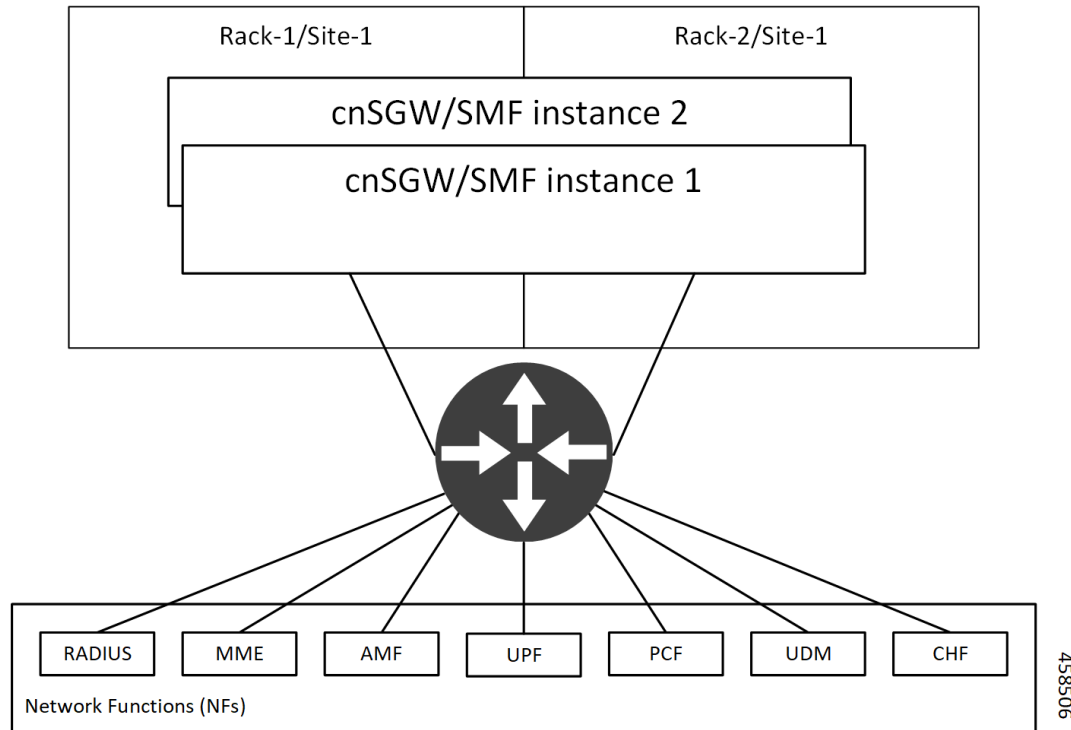 Rack-1/Site-1
Rack-2/Site-1
cnSGW/SMF instance 2
cnSGW/SMF instance 1
RADIUS
MME
AMF
UPF
PCF
UDM
CHF
Network Functions (NFs)
458506